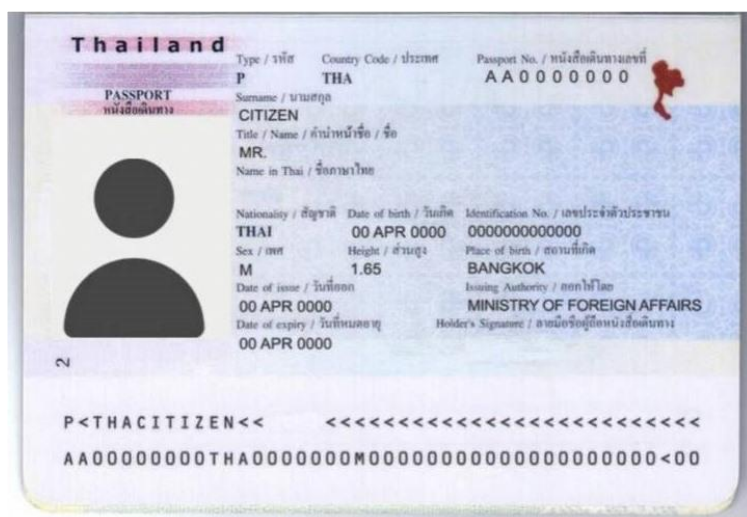 Thailand
PASSPORT
หนังสือเดินทาง
Type / รหัส Country Code / ประเทศ Passport No. / หนังสือเดินทางเลขที่
P THA AA0000000
Surname / นามสกุล
CITIZEN
Title / Name / คำนำหน้าชื่อ / ชื่อ
MR.
Name in Thai / ชื่อภาษาไทย
Nationality / สัญชาติ Date of birth / วันเกิด Identification No. / เลขประจำตัวประชาชน
THAI 00 APR 0000 0000000000000
Sex / เพศ Height / ส่วนสูง Place of birth / สถานที่เกิด
M 1.65 BANGKOK
Date of issue / วันที่ออก Issuing Authority / ออกให้โดย
00 APR 0000 MINISTRY OF FOREIGN AFFAIRS
Date of expiry / วันที่หมดอายุ Holder's Signature / ลายมือชื่อผู้ถือหนังสือเดินทาง
00 APR 0000
2
P<THACITIZEN<< <<<<<<<<<<<<<<<<<<<<<<<<<<
AA00000000THA0000000M00000000000000000000000<00